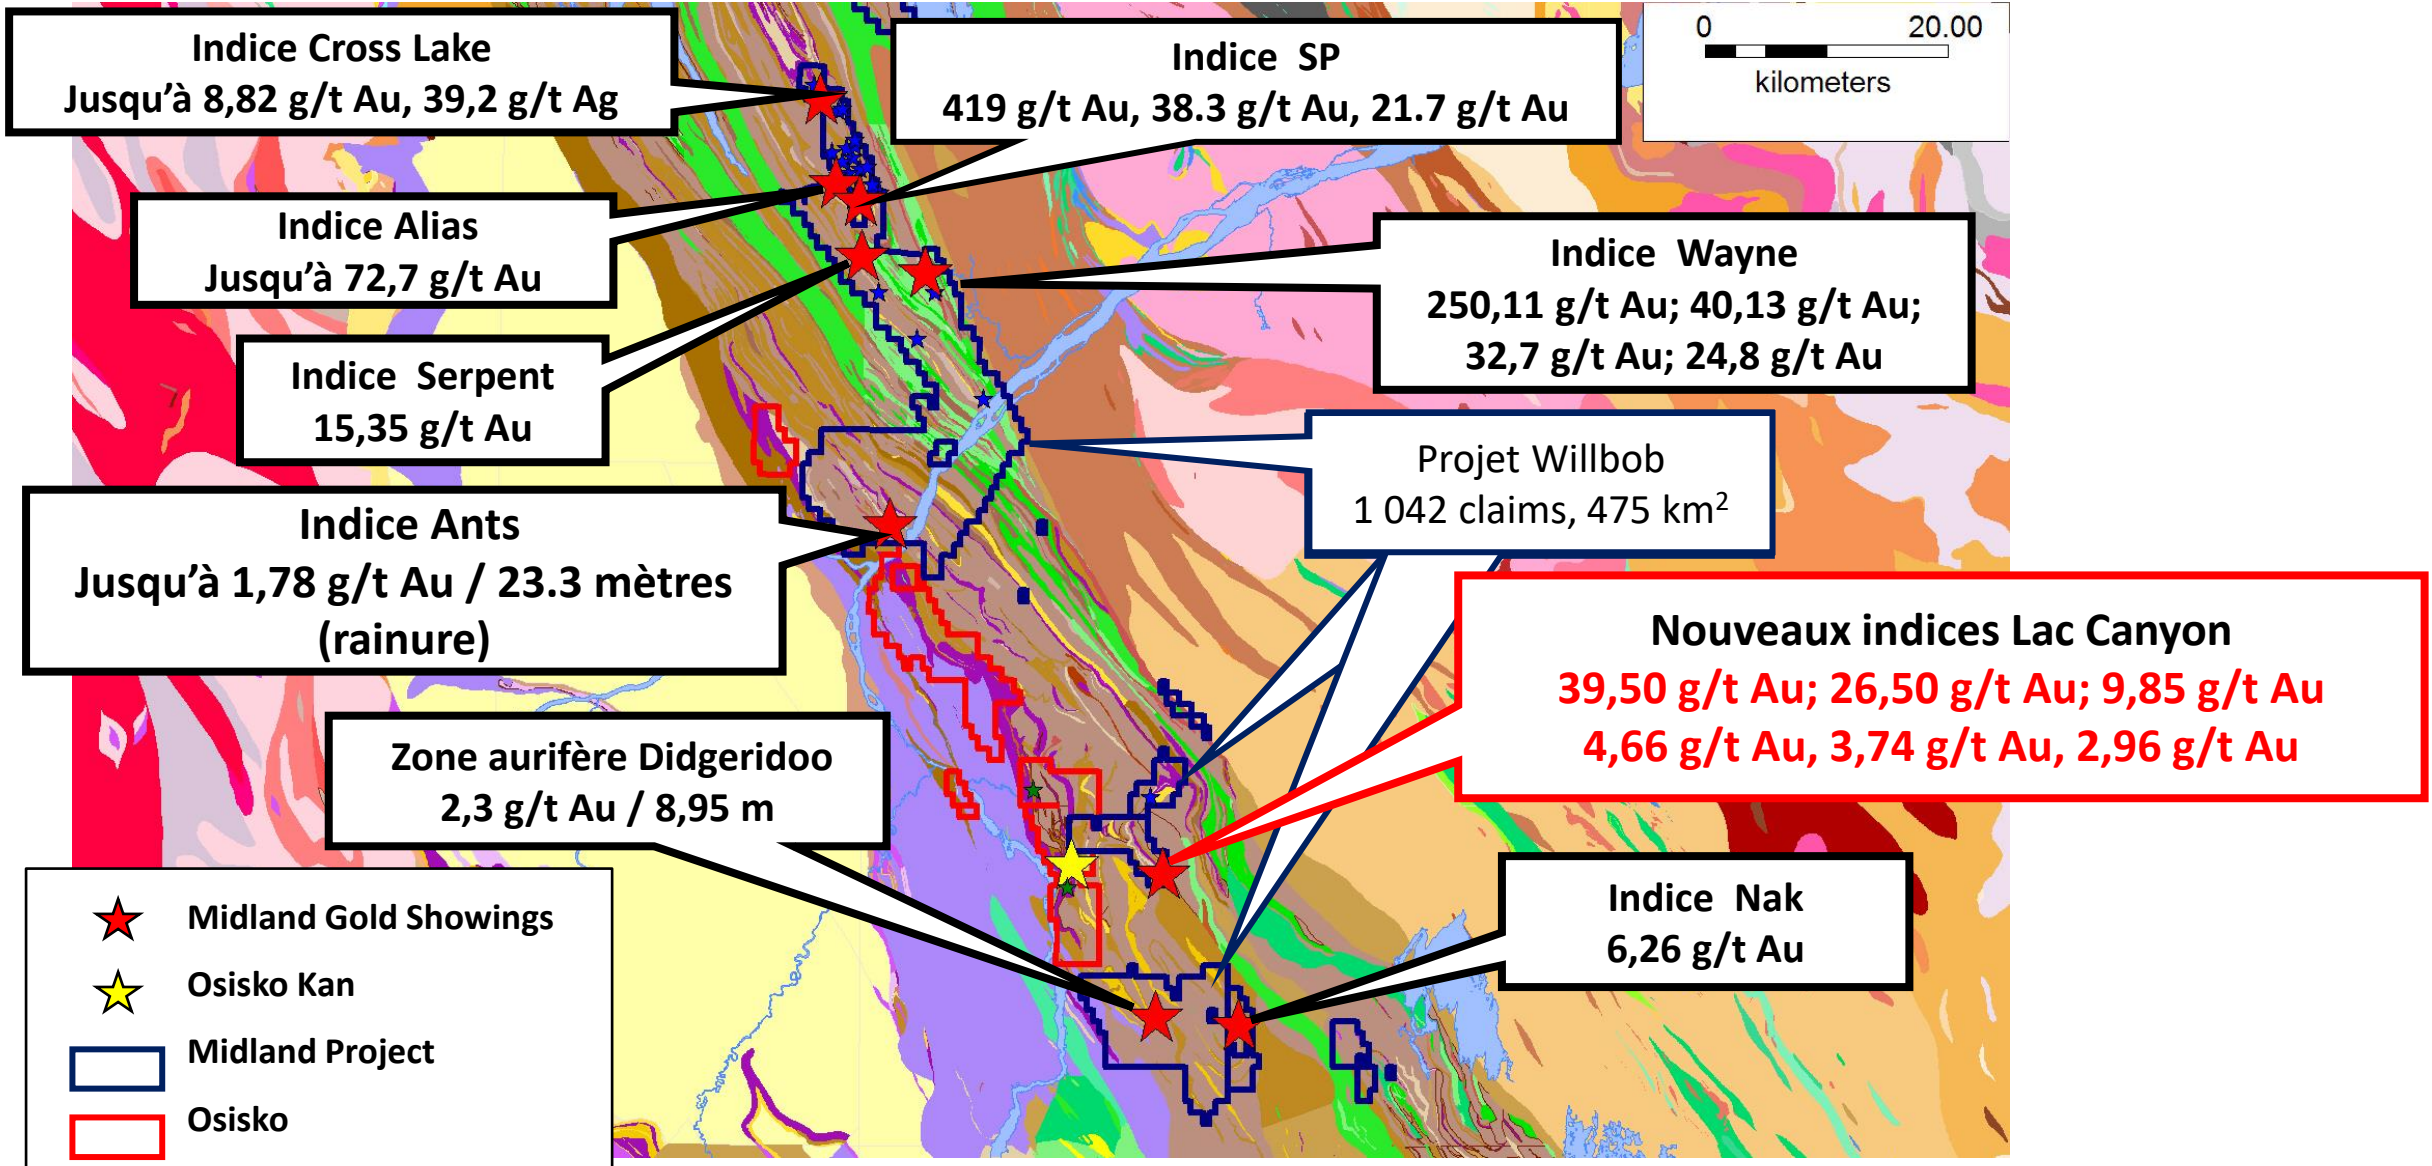 Indice Cross Lake
Jusqu’à 8,82 g/t Au, 39,2 g/t Ag
Indice SP
419 g/t Au, 38.3 g/t Au, 21.7 g/t Au
0 20.00
kilometers
Indice Alias
Jusqu’à 72,7 g/t Au
Indice Wayne
250,11 g/t Au; 40,13 g/t Au;
32,7 g/t Au; 24,8 g/t Au
Indice Serpent
15,35 g/t Au
Projet Willbob
1 042 claims, 475 km²
Indice Ants
Jusqu’à 1,78 g/t Au / 23.3 mètres
(rainure)
Nouveaux indices Lac Canyon
39,50 g/t Au; 26,50 g/t Au; 9,85 g/t Au
4,66 g/t Au, 3,74 g/t Au, 2,96 g/t Au
Zone aurifère Didgeridoo
2,3 g/t Au / 8,95 m
Indice Nak
6,26 g/t Au
Midland Gold Showings
Osisko Kan
Midland Project
Osisko